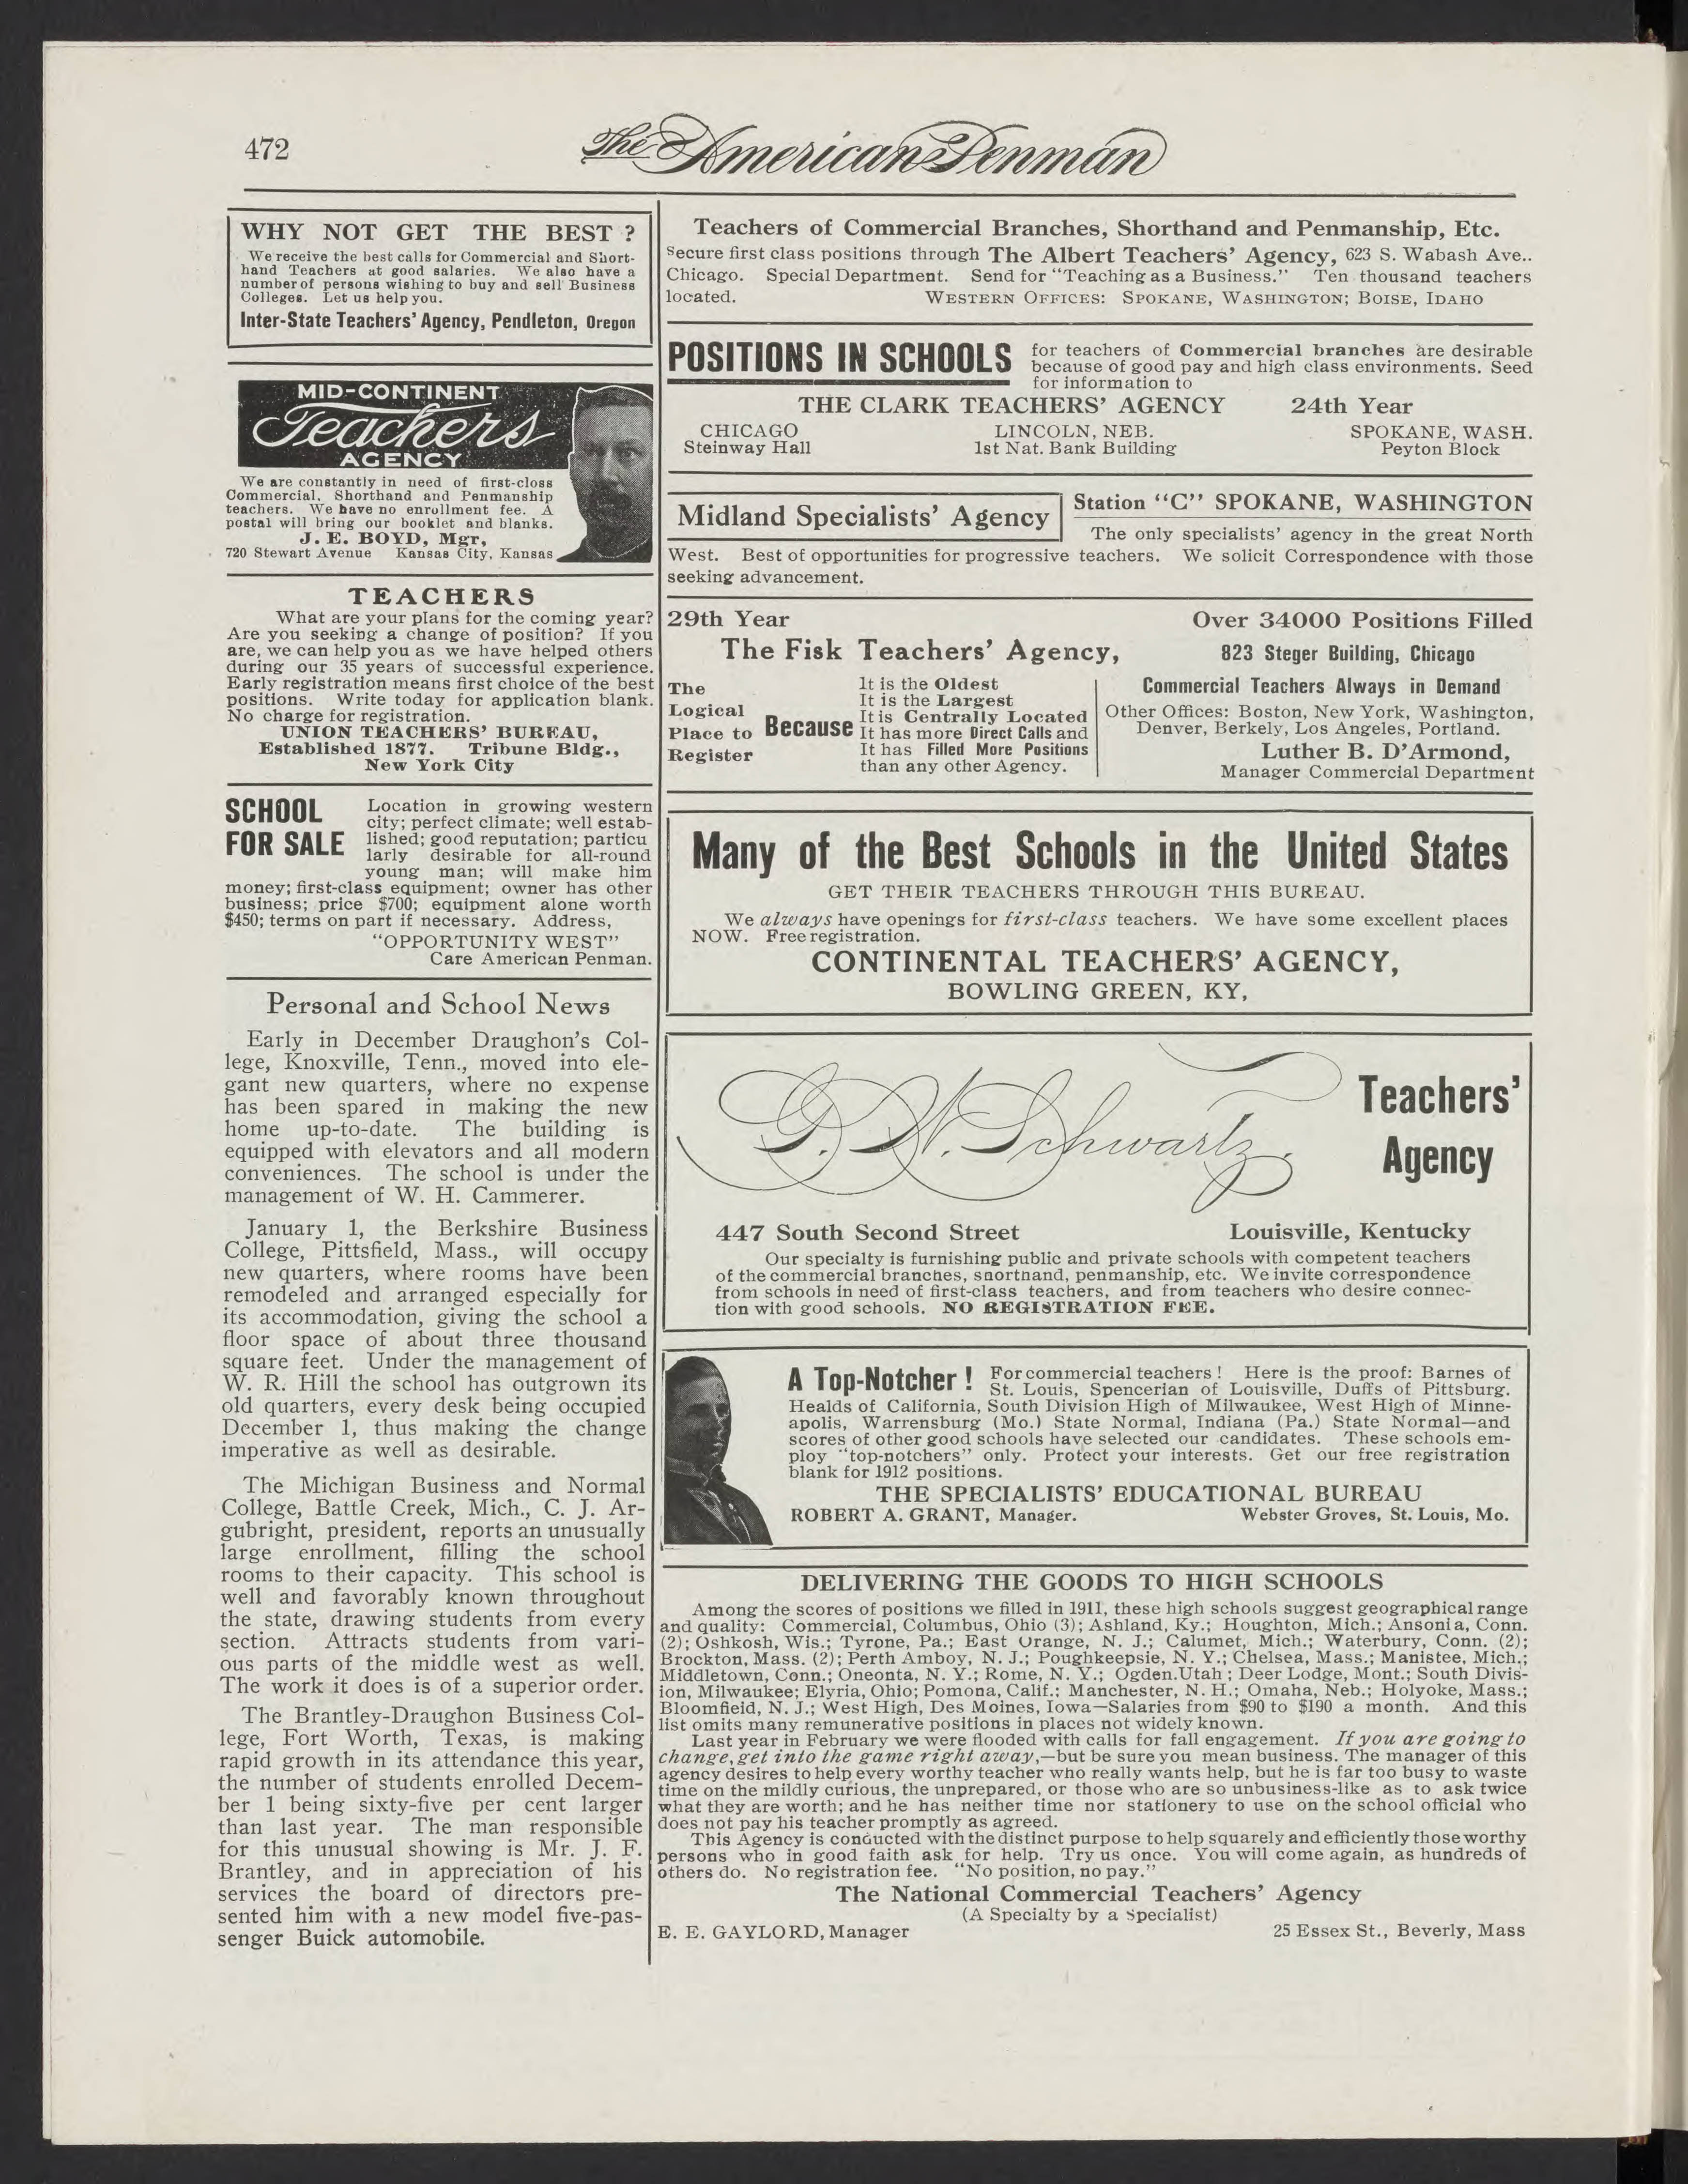 472
The American Penman
WHY NOT GET THE BEST ?
We receive the best calls for Commercial and Short-
hand Teachers at good salaries. We also have a
number of persons wishing to buy and sell Business
Colleges. Let us help you.
Inter-State Teachers' Agency, Pendleton, Oregon
MID-CONTINENT
Teachers
AGENCY
We are constantly in need of first-closs
Commercial, Shorthand and Penmanship
teachers. We have no enrollment fee. A
postal will bring our booklet and blanks.
J. E. BOYD, Mgr,
720 Stewart Avenue Kansas City, Kansas
TEACHERS
What are your plans for the coming year?
Are you seeking a change of position? If you
are, we can help you as we have helped others
during our 35 years of successful experience.
Early registration means first choice of the best
positions. Write today for application blank.
No charge for registration.
UNION TEACHERS' BUREAU,
Established 1877. Tribune Bldg.,
New York City
SCHOOL
FOR SALE
Location in growing western
city; perfect climate; well estab-
lished; good reputation; particu
larly desirable for all-round
young man; will make him
money; first-class equipment; owner has other
business; price $700; equipment alone worth
$450; terms on part if necessary. Address,
"OPPORTUNITY WEST"
Care American Penman.
Personal and School News
Early in December Draughon's Col-
lege, Knoxville, Tenn., moved into ele-
gant new quarters, where no expense
has been spared in making the new
home up-to-date. The building is
equipped with elevators and all modern
conveniences. The school is under the
management of W. H. Cammerer.
January 1, the Berkshire Business
College, Pittsfield, Mass., will occupy
new quarters, where rooms have been
remodeled and arranged especially for
its accommodation, giving the school a
floor space of about three thousand
square feet. Under the management of
W. R. Hill the school has outgrown its
old quarters, every desk being occupied
December 1, thus making the change
imperative as well as desirable.
The Michigan Business and Normal
College, Battle Creek, Mich., C. J. Ar-
gubright, president, reports an unusually
large enrollment, filling the school
rooms to their capacity. This school is
well and favorably known throughout
the state, drawing students from every
section. Attracts students from vari-
ous parts of the middle west as well.
The work it does is of a superior order.
The Brantley-Draughon Business Col-
lege, Fort Worth, Texas, is making
rapid growth in its attendance this year,
the number of students enrolled Decem-
ber 1 being sixty-five per cent larger
than last year. The man responsible
for this unusual showing is Mr. J. F.
Brantley, and in appreciation of his
services the board of directors pre-
sented him with a new model five-pas-
senger Buick automobile.
Teachers of Commercial Branches, Shorthand and Penmanship, Etc.
Secure first class positions through The Albert Teachers' Agency, 623 S. Wabash Ave..
Chicago. Special Department. Send for "Teaching as a Business." Ten thousand teachers
located. WESTERN OFFICES: SPOKANE, WASHINGTON; BOISE, IDAHO
POSITIONS IN SCHOOLS
for teachers of Commercial branches are desirable
because of good pay and high class environments. Seed
for information to
THE CLARK TEACHERS' AGENCY 24th Year
CHICAGO LINCOLN, NEB. SPOKANE, WASH.
Steinway Hall 1st Nat. Bank Building Peyton Block
Midland Specialists' Agency
Station "C" SPOKANE, WASHINGTON
The only specialists' agency in the great North
West. Best of opportunities for progressive teachers. We solicit Correspondence with those
seeking advancement.
29th Year Over 34000 Positions Filled
The Fisk Teachers' Agency, 823 Steger Building, Chicago
The
Logical
Place to
Register
Because
It is the Oldest
It is the Largest
It is Centrally Located
It has more Direct Calls and
It has Filled More Positions
than any other Agency.
Commercial Teachers Always in Demand
Other Offices: Boston, New York, Washington,
Denver, Berkely, Los Angeles, Portland.
Luther B. D'Armond,
Manager Commercial Department
Many of the Best Schools in the United States
GET THEIR TEACHERS THROUGH THIS BUREAU.
We always have openings for first-class teachers. We have some excellent places
NOW. Free registration.
CONTINENTAL TEACHERS' AGENCY,
BOWLING GREEN, KY,
G. W. Schwartz.
Teachers'
Agency
447 South Second Street Louisville, Kentucky
Our specialty is furnishing public and private schools with competent teachers
of the commercial branches, shorthand, penmanship, etc. We invite correspondence
from schools in need of first-class teachers, and from teachers who desire connec-
tion with good schools. NO REGISTRATION FEE.
A Top-Notcher !
For commercial teachers ! Here is the proof: Barnes of
St. Louis, Spencerian of Louisville, Duffs of Pittsburg.
Healds of California, South Division High of Milwaukee, West High of Minne-
apolis, Warrensburg (Mo.) State Normal, Indiana (Pa.) State Normal—and
scores of other good schools have selected our candidates. These schools em-
ploy "top-notchers" only. Protect your interests. Get our free registration
blank for 1912 positions.
THE SPECIALISTS' EDUCATIONAL BUREAU
ROBERT A. GRANT, Manager. Webster Groves, St. Louis, Mo.
DELIVERING THE GOODS TO HIGH SCHOOLS
Among the scores of positions we filled in 1911, these high schools suggest geographical range
and quality: Commercial, Columbus, Ohio (3); Ashland, Ky.; Houghton, Mich.; Ansonia, Conn.
(2); Oshkosh, Wis.; Tyrone, Pa.; East Orange, N. J.; Calumet, Mich.; Waterbury, Conn. (2);
Brockton, Mass. (2); Perth Amboy, N. J.; Poughkeepsie, N. Y.; Chelsea, Mass.; Manistee, Mich,;
Middletown, Conn.; Oneonta, N. Y.; Rome, N. Y.; Ogden.Utah ; Deer Lodge, Mont.; South Divis-
ion, Milwaukee; Elyria, Ohio; Pomona, Calif.; Manchester, N. H.; Omaha, Neb.; Holyoke, Mass.;
Bloomfield, N. J.; West High, Des Moines, Iowa—Salaries from $90 to $190 a month. And this
list omits many remunerative positions in places not widely known.
Last year in February we were flooded with calls for fall engagement. If you are going to
change, get into the game right away,—but be sure you mean business. The manager of this
agency desires to help every worthy teacher who really wants help, but he is far too busy to waste
time on the mildly curious, the unprepared, or those who are so unbusiness-like as to ask twice
what they are worth; and he has neither time nor stationery to use on the school official who
does not pay his teacher promptly as agreed.
This Agency is conducted with the distinct purpose to help squarely and efficiently those worthy
persons who in good faith ask for help. Try us once. You will come again, as hundreds of
others do. No registration fee. "No position, no pay."
The National Commercial Teachers' Agency
(A Specialty by a Specialist)
E. E. GAYLORD, Manager 25 Essex St., Beverly, Mass